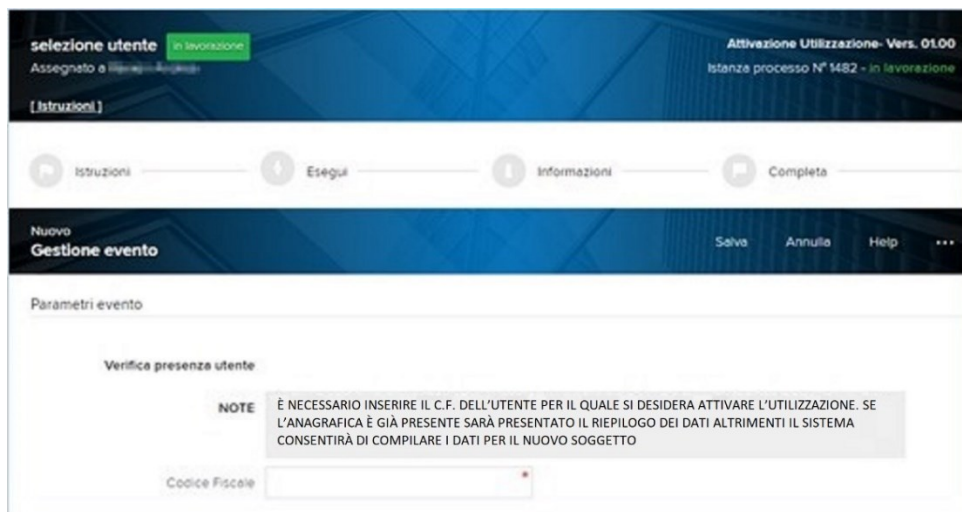 selezione utente in lavorazione
Attivazione Utilizzazione- Vers. 01.00
Assegnato a
Istanza processo N° 1482 - in lavorazione
[ Istruzioni ]
Istruzioni Esegui Informazioni Completa
Nuovo
Gestione evento
Salva Annulla Help ...
Parametri evento
Verifica presenza utente
NOTE
È NECESSARIO INSERIRE IL C.F. DELL'UTENTE PER IL QUALE SI DESIDERA ATTIVARE L'UTILIZZAZIONE. SE
L'ANAGRAFICA È GIÀ PRESENTE SARÀ PRESENTATO IL RIEPILOGO DEI DATI ALTRIMENTI IL SISTEMA
CONSENTIRÀ DI COMPILARE I DATI PER IL NUOVO SOGGETTO
Codice Fiscale *